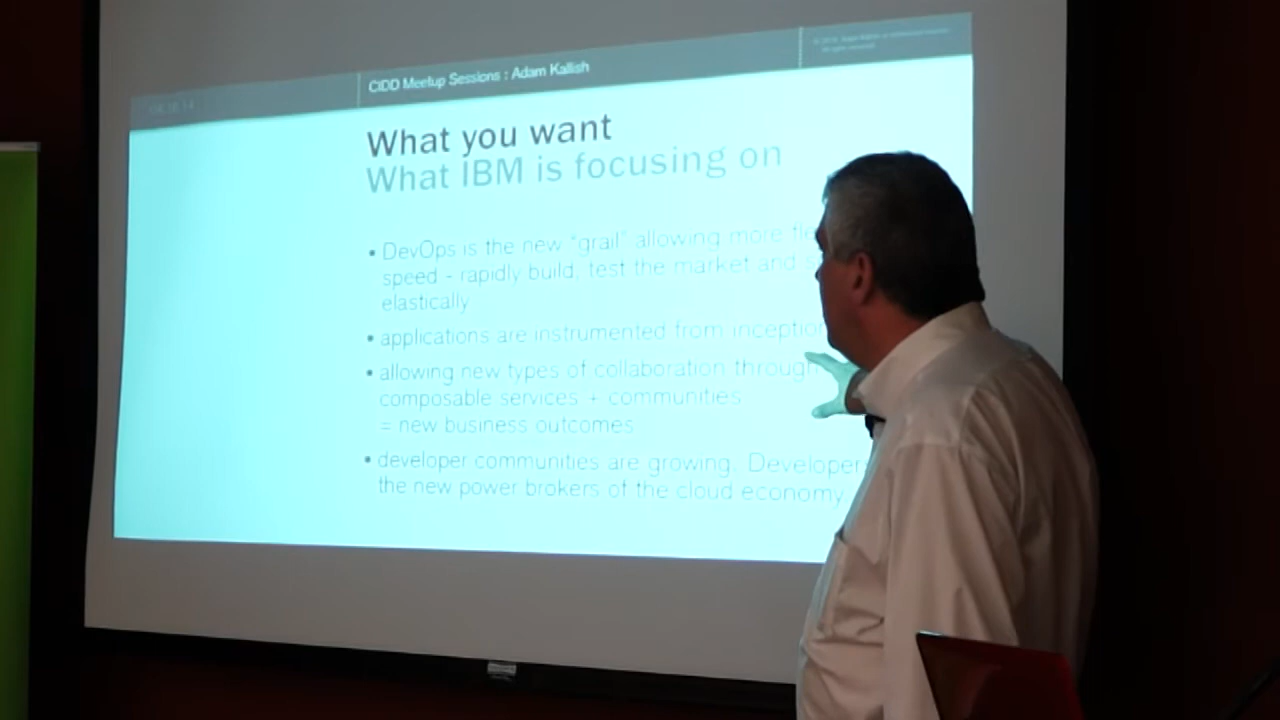 CIDD Meetup Sessions : Adam Kallish
What you want
What IBM is focusing on
• DevOps is the new "grail" allowing more
speed - rapidly build, test the market and
elastically
• applications are instrumented from inception
• allowing new types of collaboration through
composable services + communities
= new business outcomes
• developer communities are growing. Developer
the new power brokers of the cloud economy